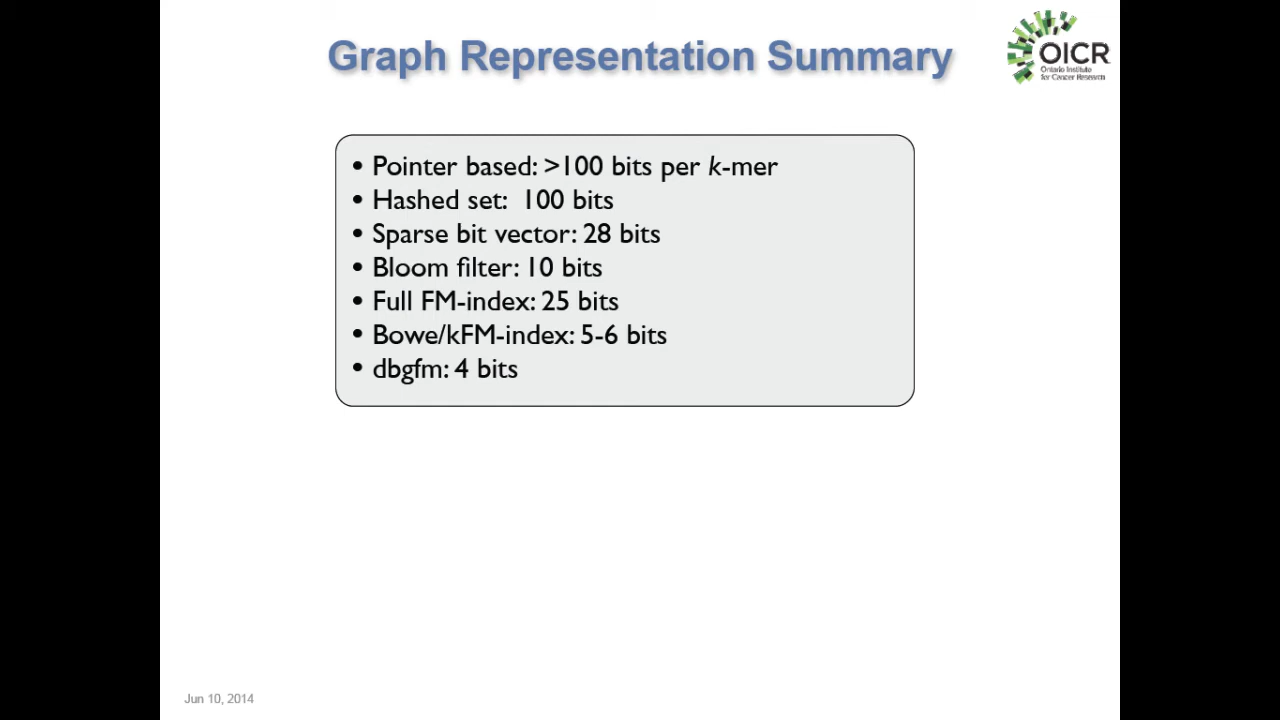 Graph Representation Summary
OICR
Ontario Institute
for Cancer Research
• Pointer based: >100 bits per k-mer
• Hashed set: 100 bits
• Sparse bit vector: 28 bits
• Bloom filter: 10 bits
• Full FM-index: 25 bits
• Bowe/kFM-index: 5-6 bits
• dbgfm: 4 bits
Jun 10, 2014